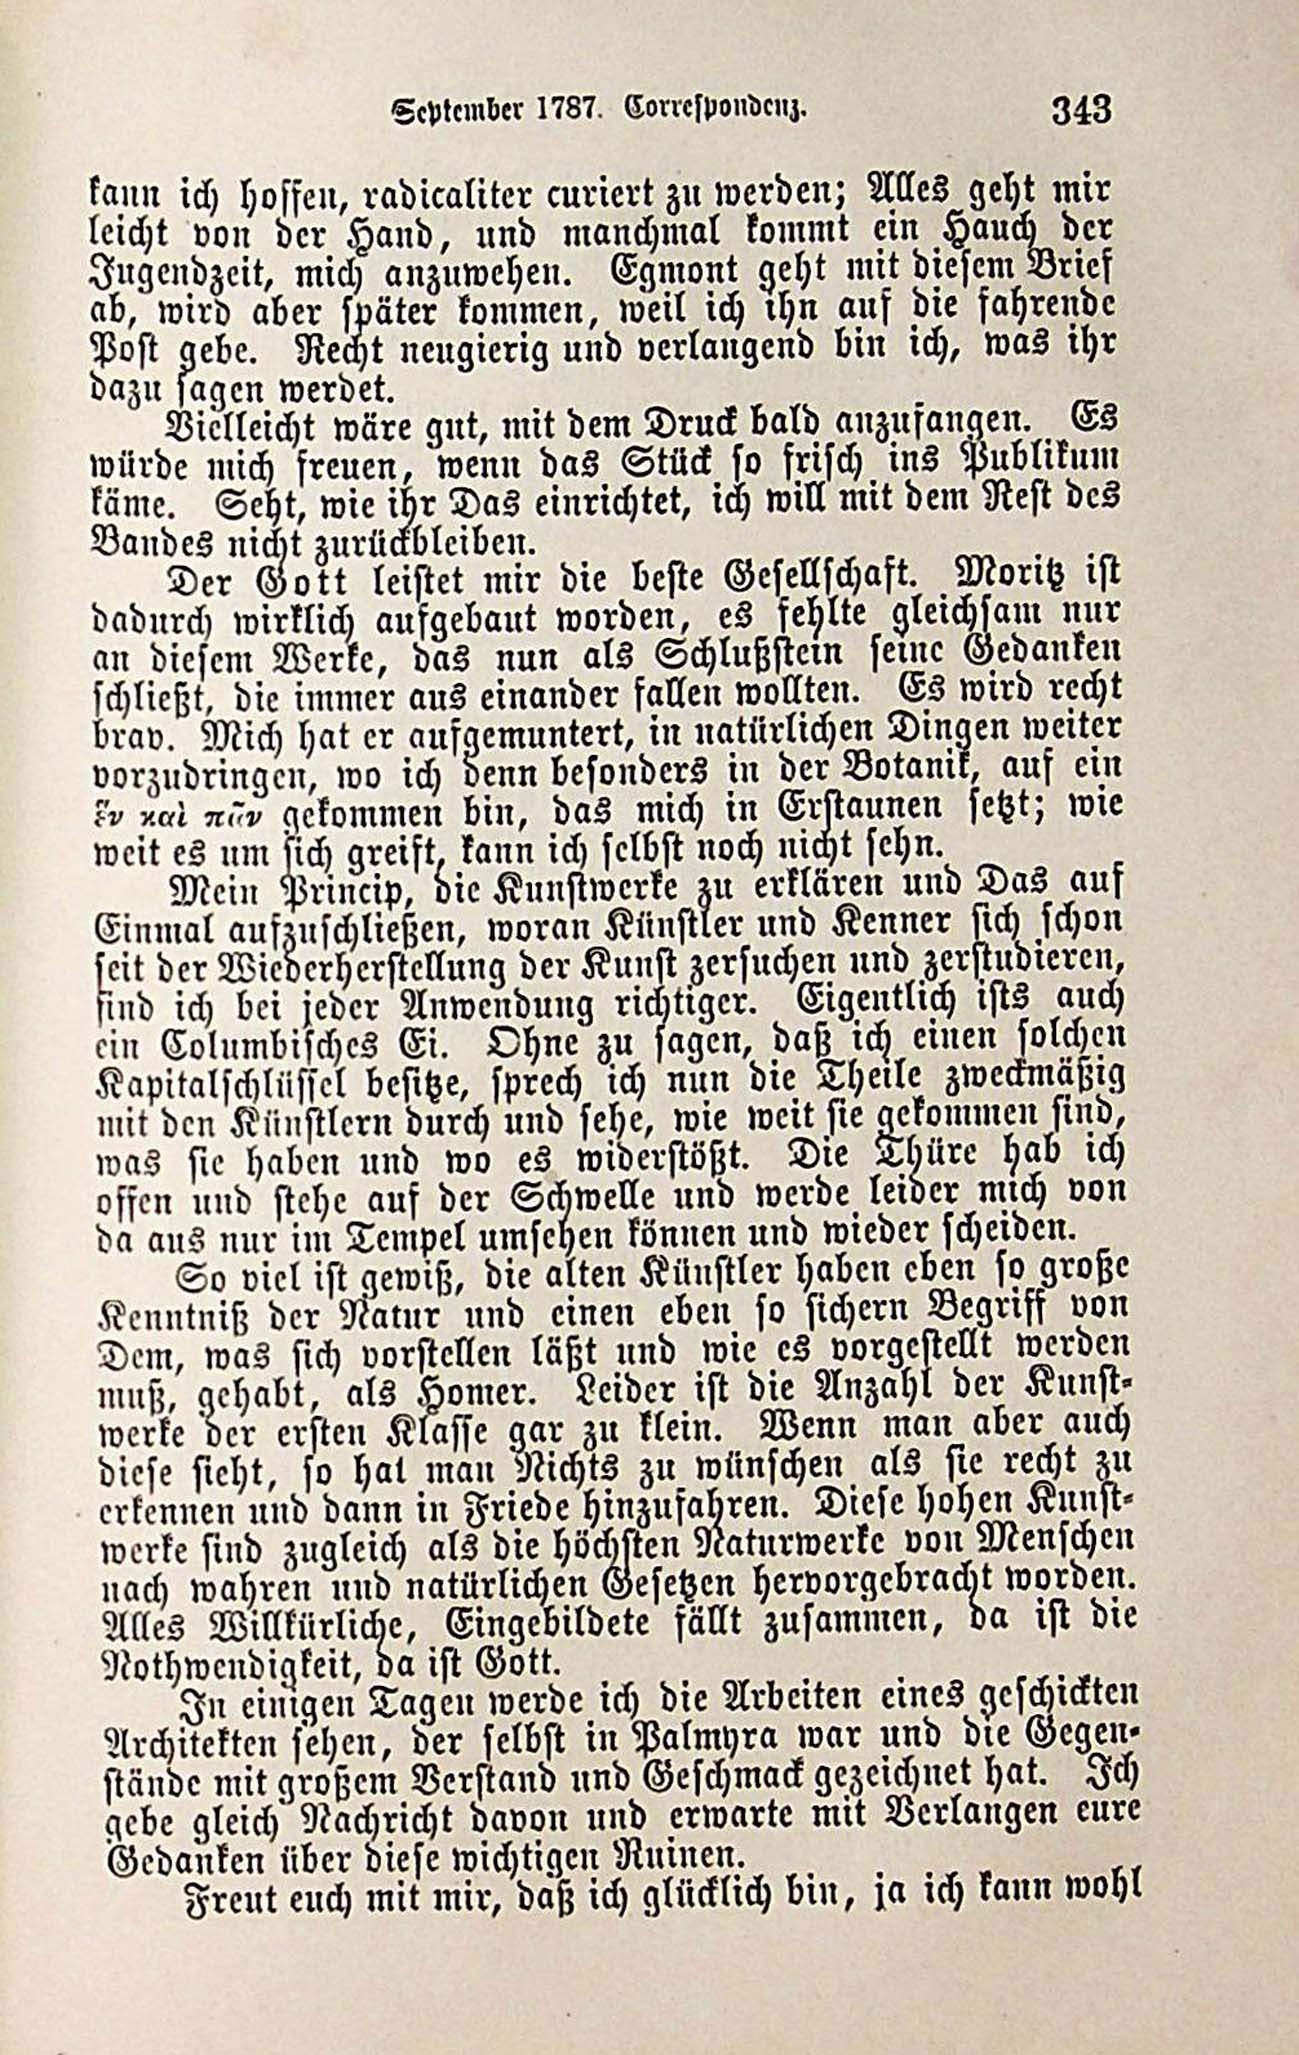 September 1787. Correspondenz. 343
kann ich hoffen, radicaliter curiert zu werden; Alles geht mir
leicht von der Hand, und manchmal kommt ein Hauch der
Jugendzeit, mich anzuwehen. Egmont geht mit diesem Brief
ab, wird aber später kommen, weil ich ihn auf die fahrende
Post gebe. Recht neugierig und verlangend bin ich, was ihr
dazu sagen werdet.
Vielleicht wäre gut, mit dem Druck bald anzufangen. Es
würde mich freuen, wenn das Stück so frisch ins Publikum
käme. Seht, wie ihr Das einrichtet, ich will mit dem Rest des
Bandes nicht zurückbleiben.
Der Gott leistet mir die beste Gesellschaft. Moritz ist
dadurch wirklich aufgebaut worden, es fehlte gleichsam nur
an diesem Werke, das nun als Schlußstein seine Gedanken
schließt, die immer aus einander fallen wollten. Es wird recht
brav. Mich hat er aufgemuntert, in natürlichen Dingen weiter
vorzudringen, wo ich denn besonders in der Botanik, auf ein
ἓν καὶ πᾶν gekommen bin, das mich in Erstaunen setzt; wie
weit es um sich greift, kann ich selbst noch nicht sehn.
Mein Princip, die Kunstwerke zu erklären und Das auf
Einmal aufzuschließen, woran Künstler und Kenner sich schon
seit der Wiederherstellung der Kunst zersuchen und zerstudieren,
find ich bei jeder Anwendung richtiger. Eigentlich ists auch
ein Columbisches Ei. Ohne zu sagen, daß ich einen solchen
Kapitalschlüssel besitze, sprech ich nun die Theile zweckmäßig
mit den Künstlern durch und sehe, wie weit sie gekommen sind,
was sie haben und wo es widerstößt. Die Thüre hab ich
offen und stehe auf der Schwelle und werde leider mich von
da aus nur im Tempel umsehen können und wieder scheiden.
So viel ist gewiß, die alten Künstler haben eben so große
Kenntniß der Natur und einen eben so sichern Begriff von
Dem, was sich vorstellen läßt und wie es vorgestellt werden
muß, gehabt, als Homer. Leider ist die Anzahl der Kunst-
werke der ersten Klasse gar zu klein. Wenn man aber auch
diese sieht, so hat man Nichts zu wünschen als sie recht zu
erkennen und dann in Friede hinzufahren. Diese hohen Kunst-
werke sind zugleich als die höchsten Naturwerke von Menschen
nach wahren und natürlichen Gesetzen hervorgebracht worden.
Alles Willkürliche, Eingebildete fällt zusammen, da ist die
Nothwendigkeit, da ist Gott.
In einigen Tagen werde ich die Arbeiten eines geschickten
Architekten sehen, der selbst in Palmyra war und die Gegen-
stände mit großem Verstand und Geschmack gezeichnet hat. Ich
gebe gleich Nachricht davon und erwarte mit Verlangen eure
Gedanken über diese wichtigen Ruinen.
Freut euch mit mir, daß ich glücklich bin, ja ich kann wohl